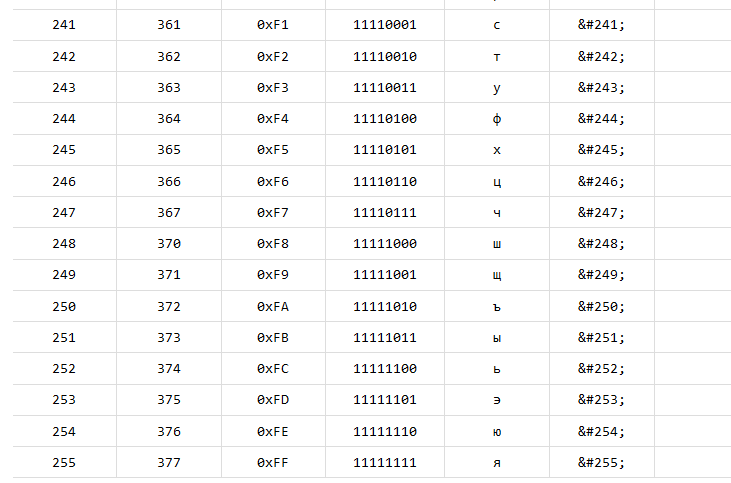 241 361 0xF1 11110001 с &#241;
242 362 0xF2 11110010 т &#242;
243 363 0xF3 11110011 у &#243;
244 364 0xF4 11110100 ф &#244;
245 365 0xF5 11110101 х &#245;
246 366 0xF6 11110110 ц &#246;
247 367 0xF7 11110111 ч &#247;
248 370 0xF8 11111000 ш &#248;
249 371 0xF9 11111001 щ &#249;
250 372 0xFA 11111010 ъ &#250;
251 373 0xFB 11111011 ы &#251;
252 374 0xFC 11111100 ь &#252;
253 375 0xFD 11111101 э &#253;
254 376 0xFE 11111110 ю &#254;
255 377 0xFF 11111111 я &#255;